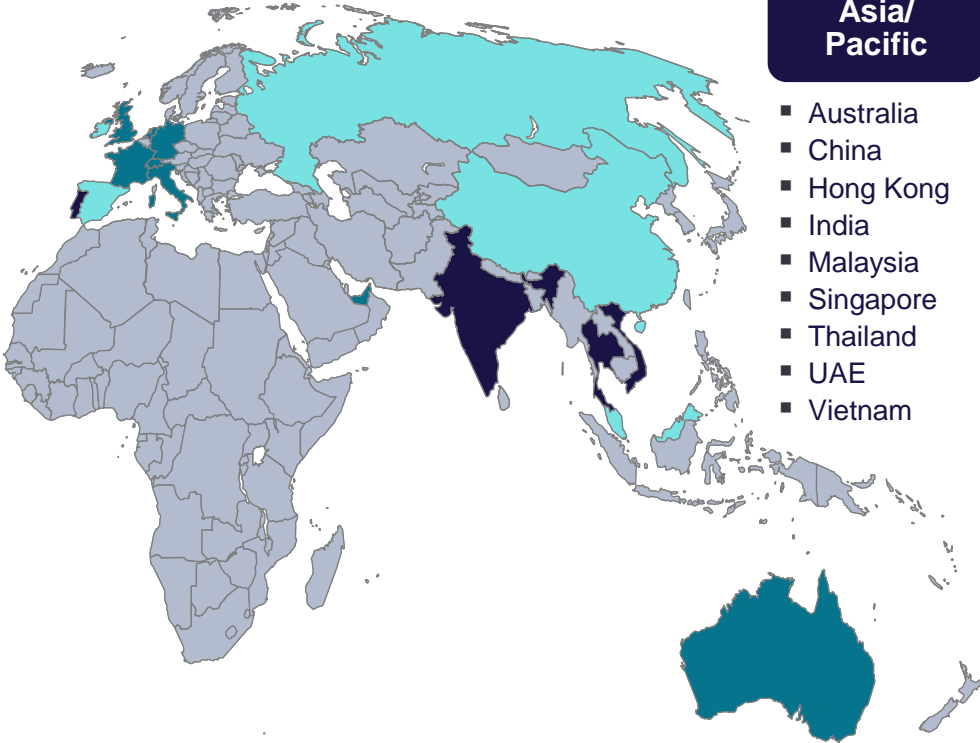 Asia/
Pacific
▪ Australia
▪ China
▪ Hong Kong
▪ India
▪ Malaysia
▪ Singapore
▪ Thailand
▪ UAE
▪ Vietnam